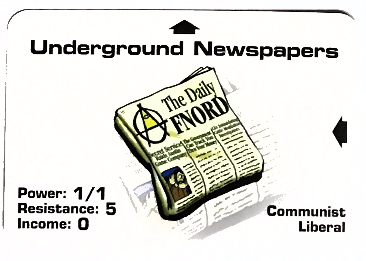 Underground Newspapers
The Daily
FNORD
Power: 1/1
Resistance: 5
Income: 0
Communist
Liberal